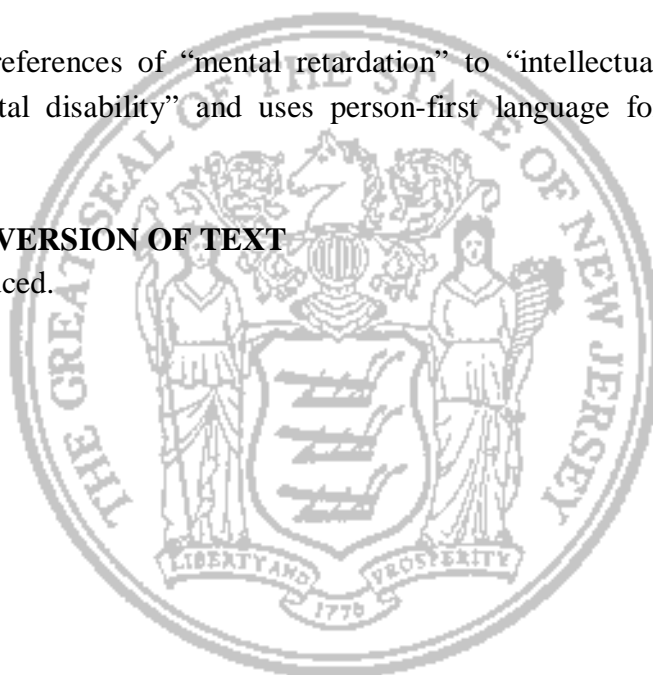 references of “mental retardation” to “intellectua
tal disability” and uses person-first language fo
VERSION OF TEXT
uced.
THE GREAT SEAL OF THE STATE OF NEW JERSEY
LIBERTY AND PROSPERITY
1776